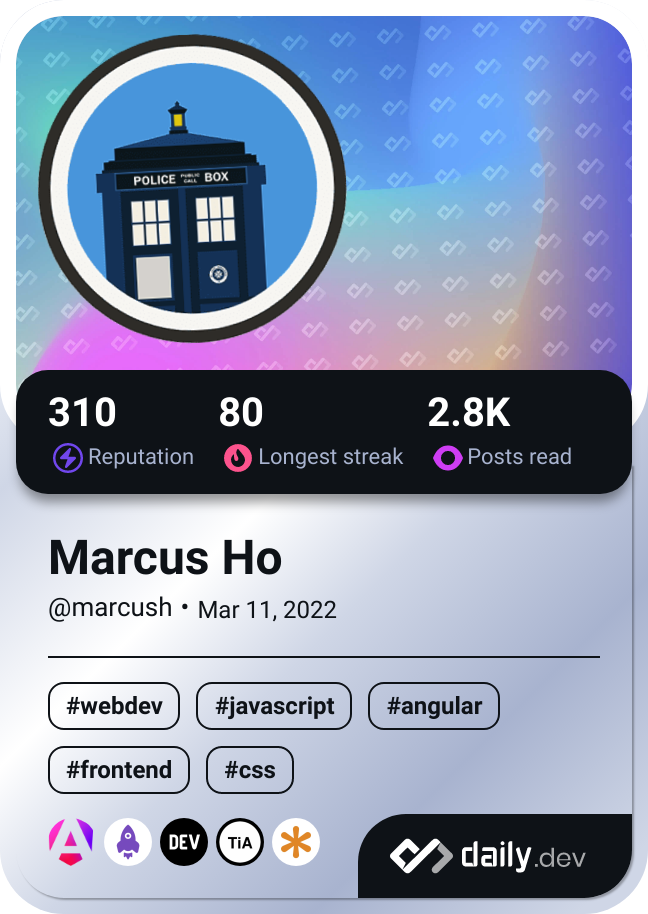 POLICE PUBLIC CALL BOX
310 80 2.8K
Reputation Longest streak Posts read
Marcus Ho
@marcush • Mar 11, 2022
#webdev #javascript #angular
#frontend #css
A DEV TiA
daily.dev